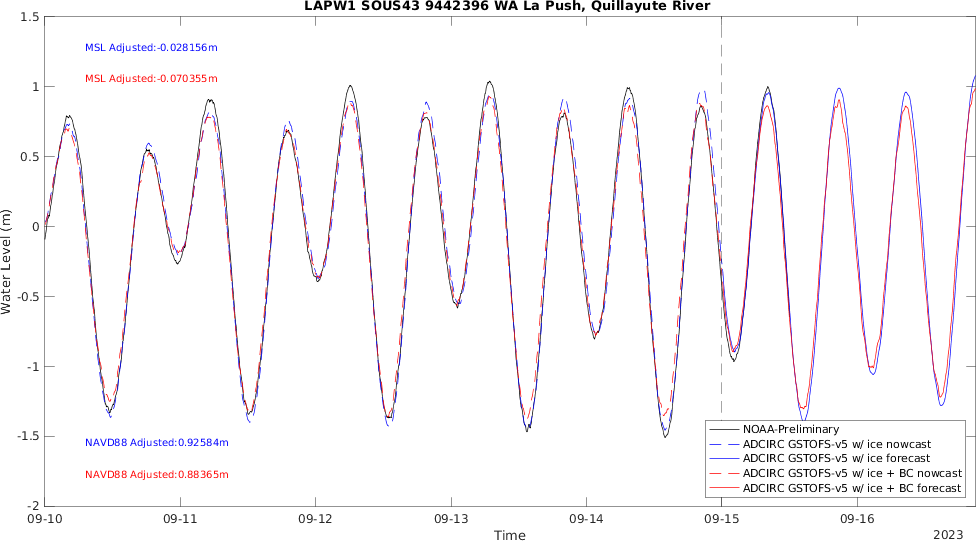 LAPW1 SOUS43 9442396 WA La Push, Quillayute River
1.5
1
0.5
0
-0.5
-1
-1.5
-2
Water Level (m)
MSL Adjusted:-0.028156m
MSL Adjusted:-0.070355m
NAVD88 Adjusted:0.92584m
NAVD88 Adjusted:0.88365m
NOAA-Preliminary
ADCIRC GSTOFS-v5 w/ ice nowcast
ADCIRC GSTOFS-v5 w/ ice forecast
ADCIRC GSTOFS-v5 w/ ice + BC nowcast
ADCIRC GSTOFS-v5 w/ ice + BC forecast
09-10 09-11 09-12 09-13 09-14 09-15 09-16
Time
2023